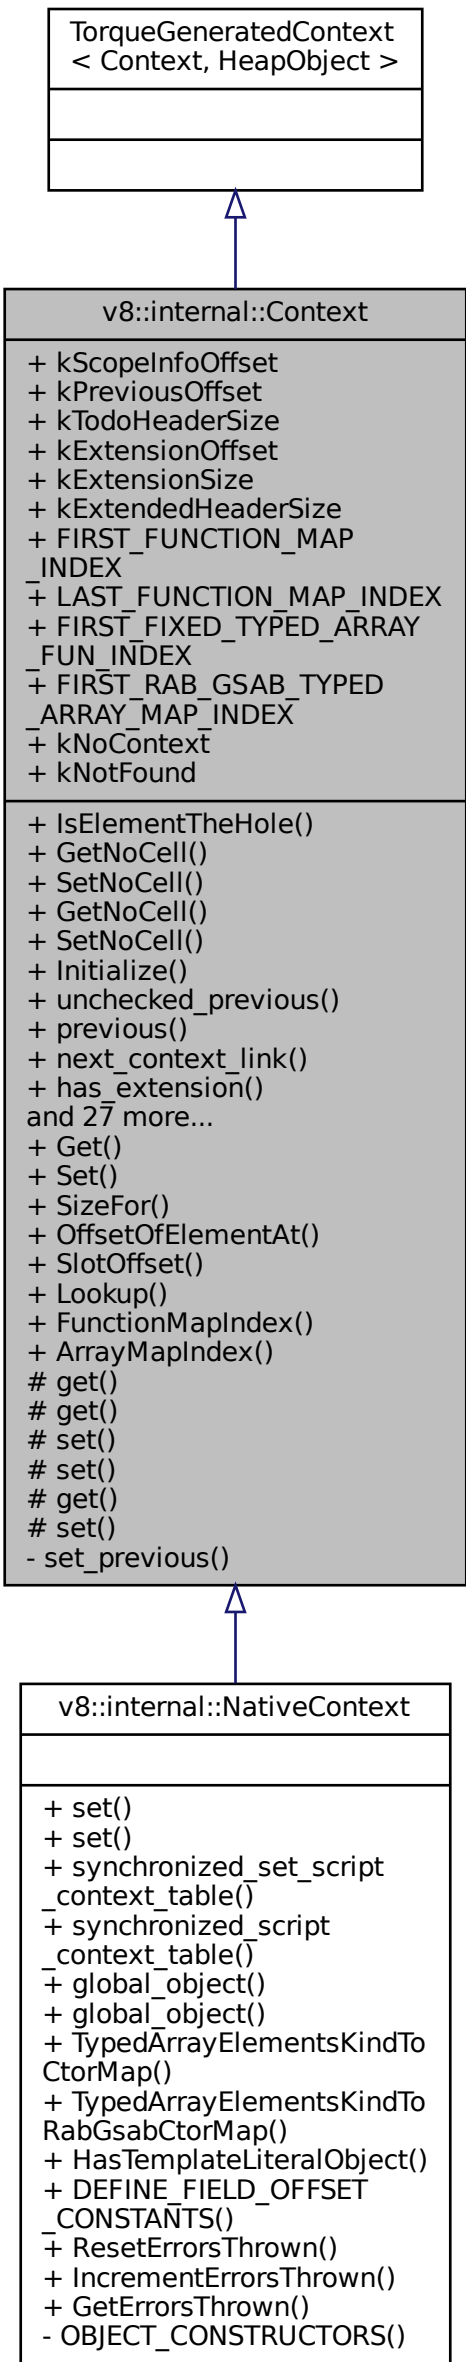 TorqueGeneratedContext
< Context, HeapObject >
v8::internal::Context
+ kScopeInfoOffset
+ kPreviousOffset
+ kTodoHeaderSize
+ kExtensionOffset
+ kExtensionSize
+ kExtendedHeaderSize
+ FIRST_FUNCTION_MAP
_INDEX
+ LAST_FUNCTION_MAP_INDEX
+ FIRST_FIXED_TYPED_ARRAY
_FUN_INDEX
+ FIRST_RAB_GSAB_TYPED
_ARRAY_MAP_INDEX
+ kNoContext
+ kNotFound
+ IsElementTheHole()
+ GetNoCell()
+ SetNoCell()
+ GetNoCell()
+ SetNoCell()
+ Initialize()
+ unchecked_previous()
+ previous()
+ next_context_link()
+ has_extension()
and 27 more...
+ Get()
+ Set()
+ SizeFor()
+ OffsetOfElementAt()
+ SlotOffset()
+ Lookup()
+ FunctionMapIndex()
+ ArrayMapIndex()
# get()
# get()
# set()
# set()
# get()
# set()
- set_previous()
v8::internal::NativeContext
+ set()
+ set()
+ synchronized_set_script
_context_table()
+ synchronized_script
_context_table()
+ global_object()
+ global_object()
+ TypedArrayElementsKindTo
CtorMap()
+ TypedArrayElementsKindTo
RabGsabCtorMap()
+ HasTemplateLiteralObject()
+ DEFINE_FIELD_OFFSET
_CONSTANTS()
+ ResetErrorsThrown()
+ IncrementErrorsThrown()
+ GetErrorsThrown()
- OBJECT_CONSTRUCTORS()